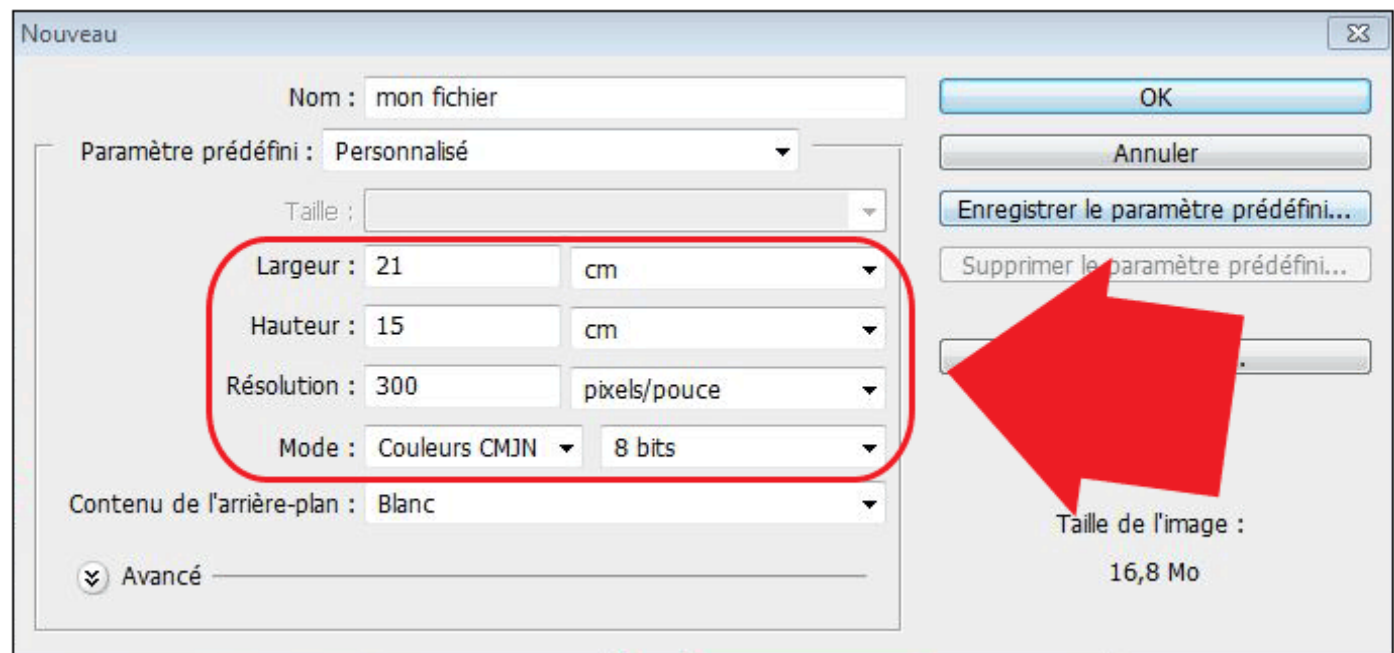 Nouveau
Nom : mon fichier
OK
Paramètre prédéfini : Personnalisé
Annuler
Taille :
Enregistrer le paramètre prédéfini...
Largeur : 21 cm
Supprimer le paramètre prédéfini...
Hauteur : 15 cm
Résolution : 300 pixels/pouce
Mode : Couleurs CMJN 8 bits
Contenu de l'arrière-plan : Blanc
Taille de l'image :
16,8 Mo
Avancé